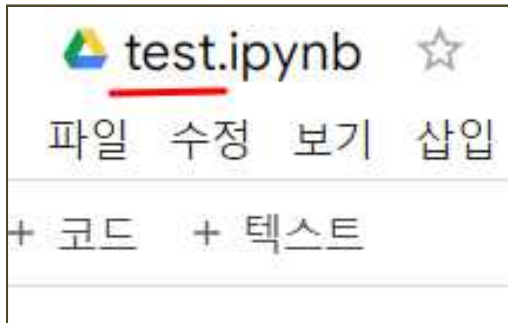 test.ipynb
파일 수정 보기 삽입
+ 코드 + 텍스트